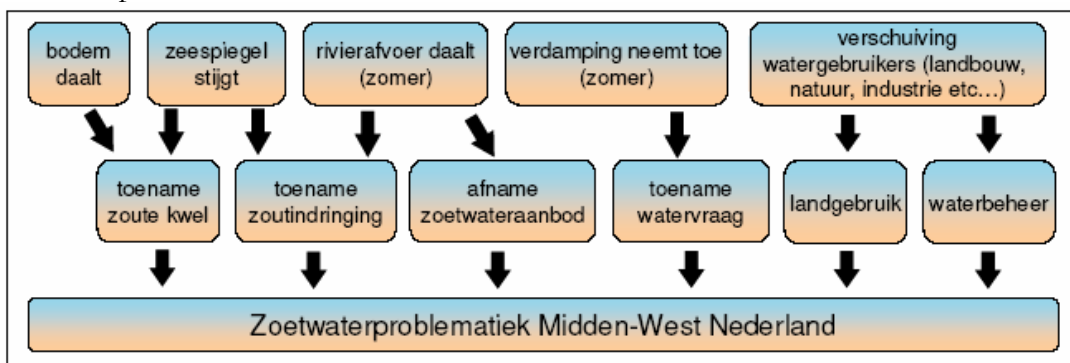 bodem
daalt
zeespiegel
stijgt
rivierafvoer daalt
(zomer)
verdamping neemt toe
(zomer)
verschuiving
watergebruikers (landbouw,
natuur, industrie etc...)
toename
zoute kwel
toename
zoutindringing
afname
zoetwateraanbod
toename
watervraag
landgebruik
waterbeheer
Zoetwaterproblematiek Midden-West Nederland